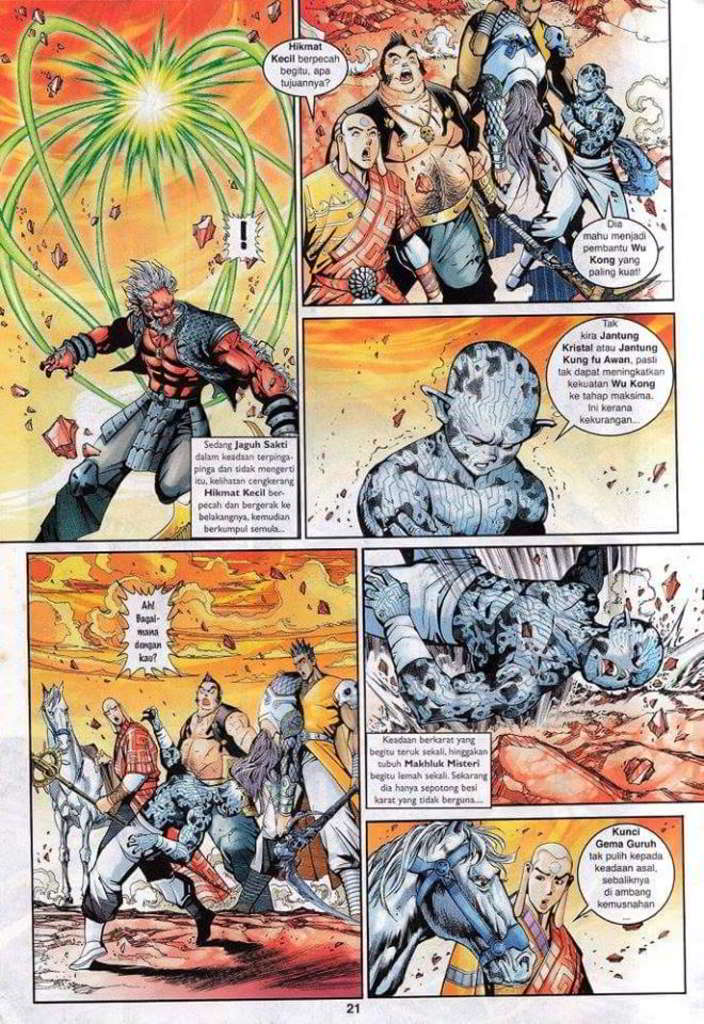 !
Sedang Jaguh Sakti
dalam keadaan terpinga-
pinga dan tidak mengerti
itu, kelihatan cengkerang
Hikmat Kecil ber-
pecah dan bergerak ke
belakangnya, kemudian
berkumpul semula...
Hikmat
Kecil berpecah
begitu, apa
tujuannya?
Dia
mahu menjadi
pembantu Wu
Kong yang
paling kuat!
Tak
kira Jantung
Kristal atau Jantung
Kung fu Awan, pasti
tak dapat meningkatkan
kekuatan Wu Kong
ke tahap maksima.
Ini kerana
kekurangan...
Ah!
Bagai-
mana
dengan
kau?
Keadaan berkarat yang
begitu teruk sekali, hinggakan
tubuh Makhluk Misteri
begitu lemah sekali. Sekarang
dia hanya sepotong besi
karat yang tidak berguna....
Kunci
Gema Guruh
tak pulih kepada
keadaan asal,
sebaliknya
di ambang
kemusnahan
...
21